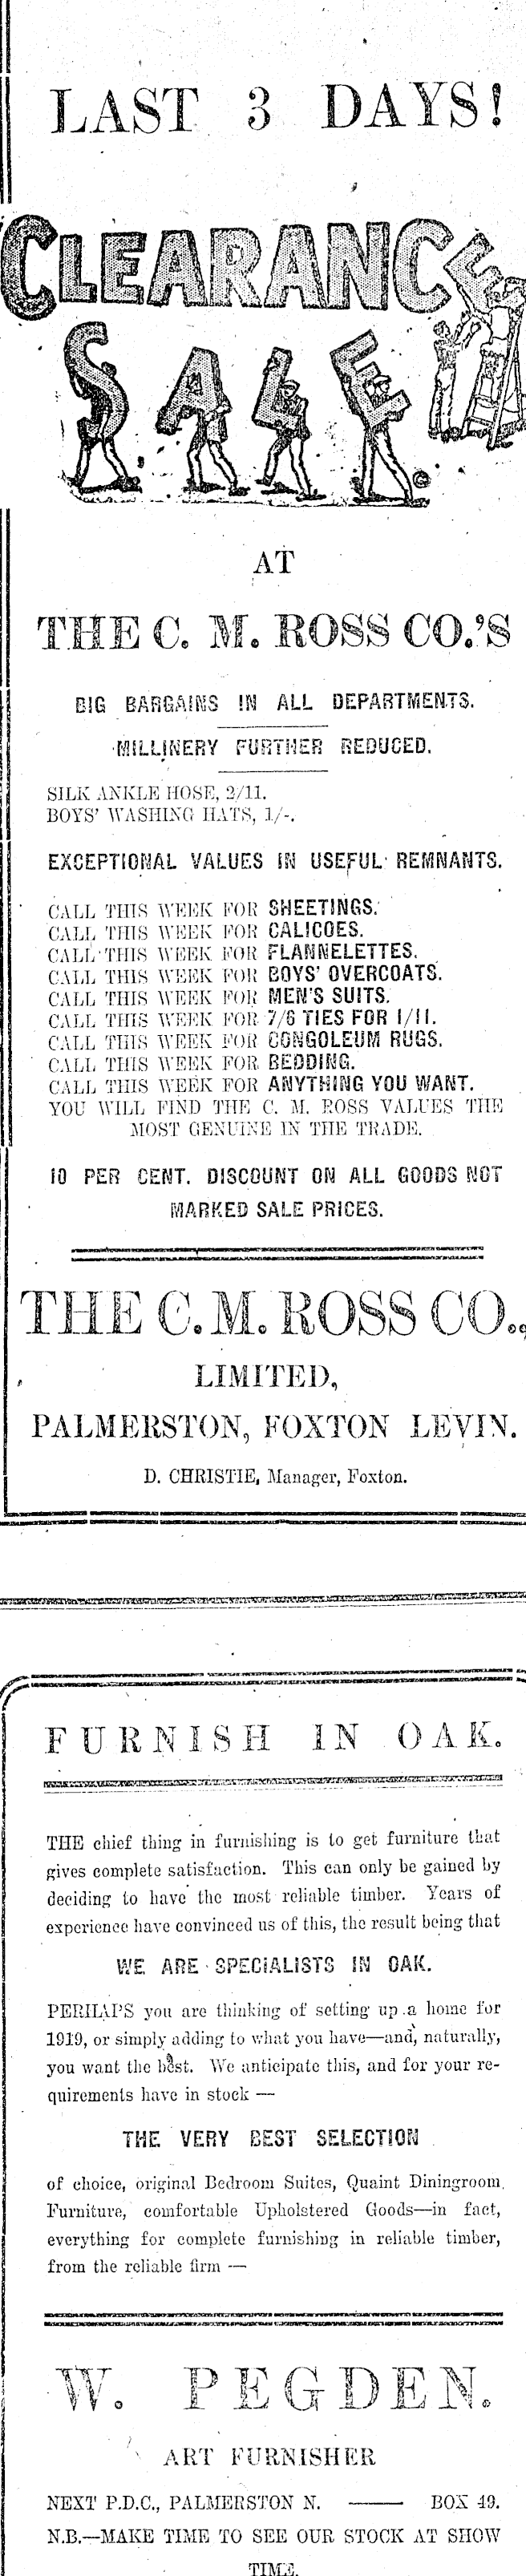 LAST 3 DAYS!
CLEARANCE
SALE
AT
THE C. M. ROSS CO.'S
BIG BARGAINS IN ALL DEPARTMENTS.
MILLINERY FURTHER REDUCED.
SILK ANKLE HOSE, 2/11.
BOYS' WASHING HATS, 1/-.
EXCEPTIONAL VALUES IN USEFUL REMNANTS.
CALL THIS WEEK FOR SHEETINGS.
CALL THIS WEEK FOR CALICOES.
CALL THIS WEEK FOR FLANNELETTES.
CALL THIS WEEK FOR BOYS' OVERCOATS.
CALL THIS WEEK FOR MEN'S SUITS.
CALL THIS WEEK FOR 7/6 TIES FOR 1/11.
CALL THIS WEEK FOR CONGOLEUM RUGS.
CALL THIS WEEK FOR BEDDING.
CALL THIS WEEK FOR ANYTHING YOU WANT.
YOU WILL FIND THE C. M. ROSS VALUES THE
MOST GENUINE IN THE TRADE.
10 PER CENT. DISCOUNT ON ALL GOODS NOT
MARKED SALE PRICES.
THE C. M. ROSS CO.,
LIMITED,
PALMERSTON, FOXTON LEVIN.
D. CHRISTIE, Manager, Foxton.
FURNISH IN OAK.
THE chief thing in furnishing is to get furniture that
gives complete satisfaction. This can only be gained by
deciding to have the most reliable timber. Years of
experience have convinced us of this, the result being that
WE ARE SPECIALISTS IN OAK.
PERHAPS you are thinking of setting up a home for
1919, or simply adding to what you have—and, naturally,
you want the best. We anticipate this, and for your re-
quirements have in stock —
THE VERY BEST SELECTION
of choice, original Bedroom Suites, Quaint Diningroom
Furniture, comfortable Upholstered Goods—in fact,
everything for complete furnishing in reliable timber,
from the reliable firm —
W. PEGDEN.
ART FURNISHER
NEXT P.D.C., PALMERSTON N. —— BOX 49.
N.B.—MAKE TIME TO SEE OUR STOCK AT SHOW
TIME.